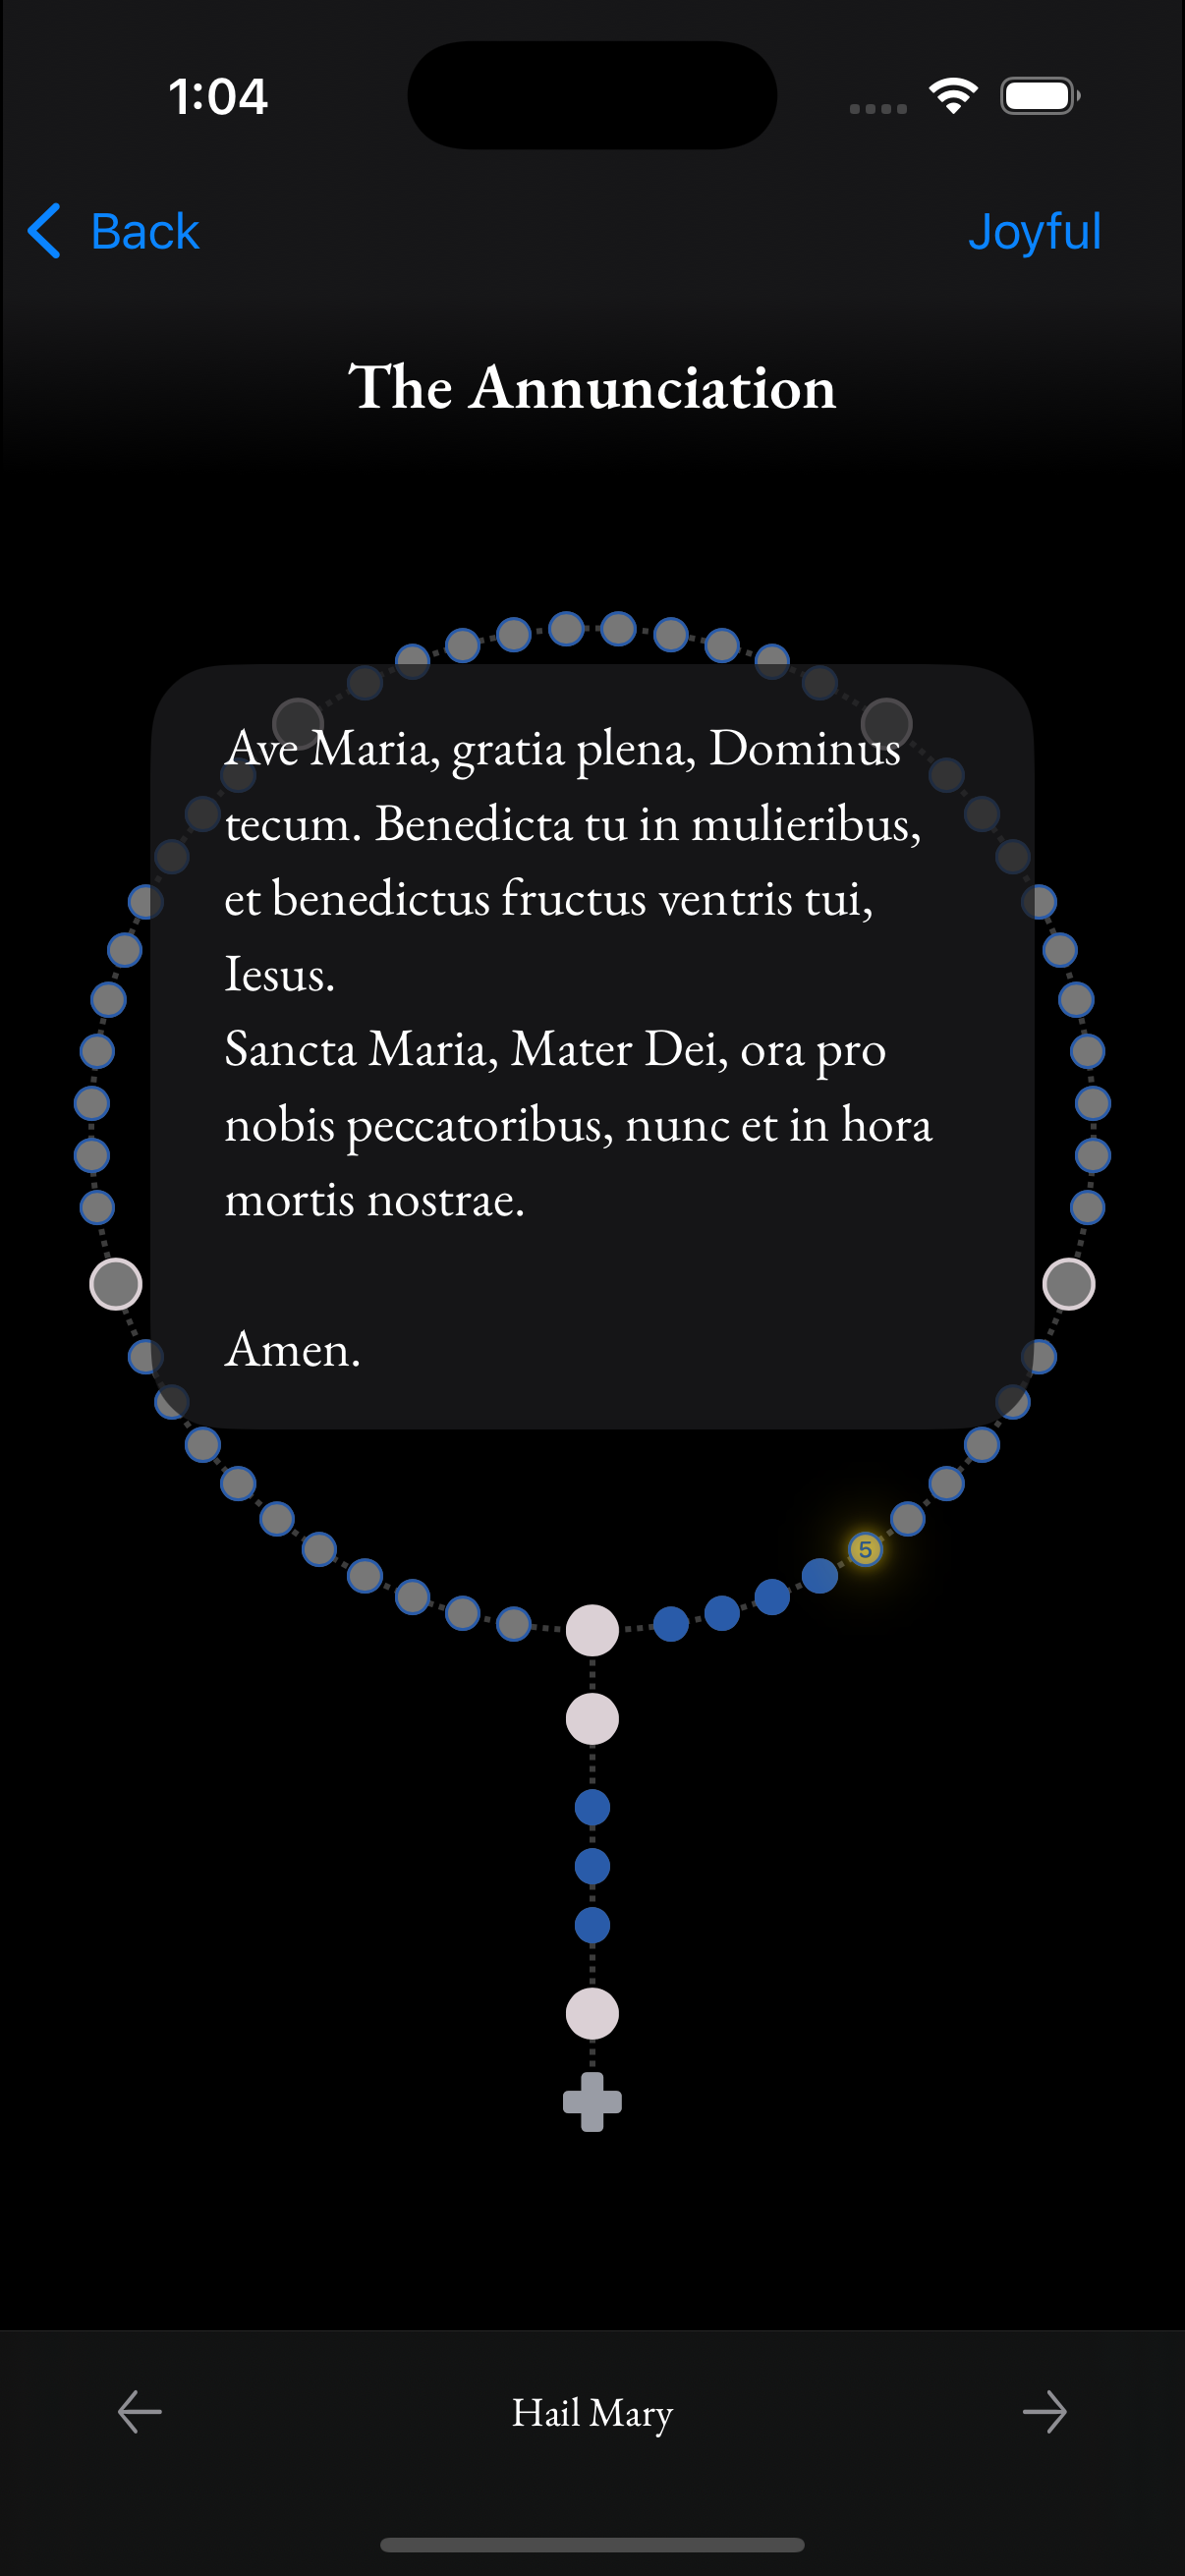 1:04
Back
Joyful
The Annunciation
Ave Maria, gratia plena, Dominus
tecum. Benedicta tu in mulieribus,
et benedictus fructus ventris tui,
Iesus.
Sancta Maria, Mater Dei, ora pro
nobis peccatoribus, nunc et in hora
mortis nostrae.
Amen.
5
Hail Mary